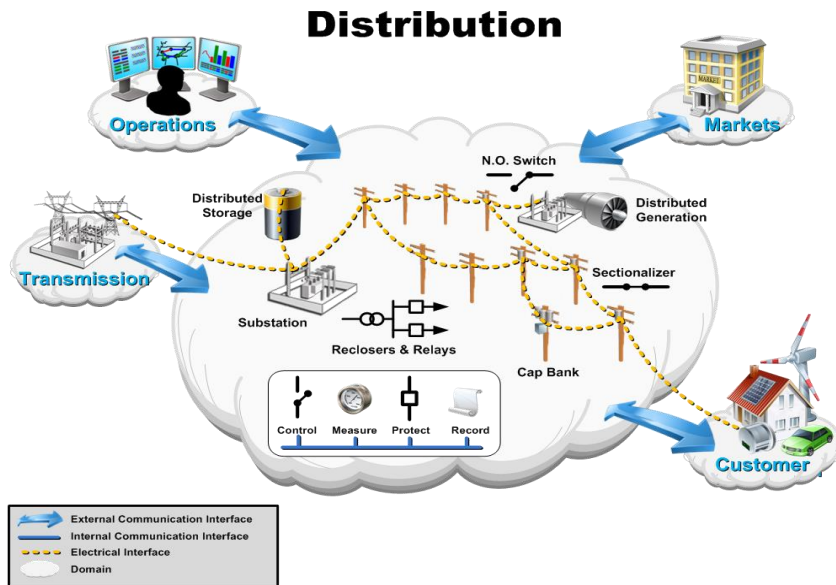 Distribution
Operations
MARKET
Markets
N.O. Switch
Distributed
Storage
Distributed
Generation
Transmission
Sectionalizer
Substation
Reclosers & Relays
Cap Bank
Control
Measure
Protect
Record
Customer
External Communication Interface
Internal Communication Interface
Electrical Interface
Domain